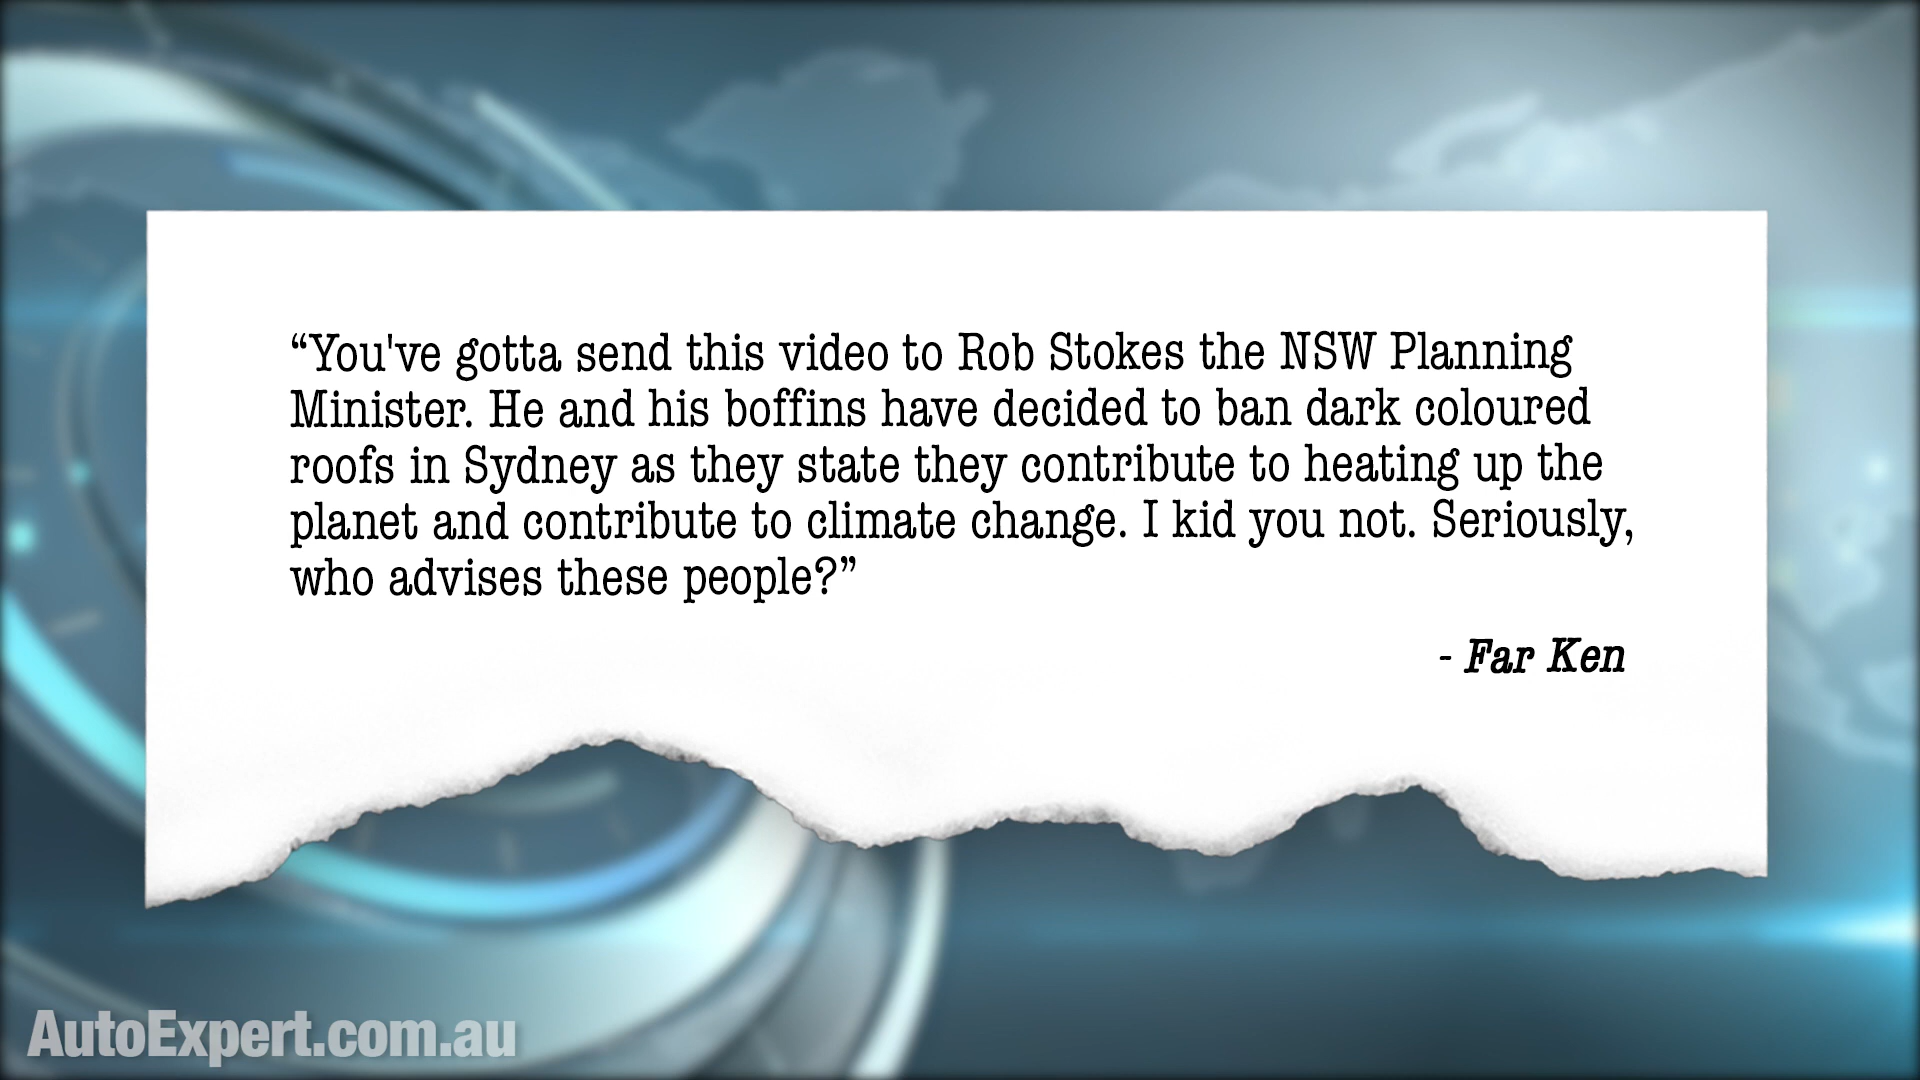 “You've gotta send this video to Rob Stokes the NSW Planning
Minister. He and his boffins have decided to ban dark coloured
roofs in Sydney as they state they contribute to heating up the
planet and contribute to climate change. I kid you not. Seriously,
who advises these people?”
- Far Ken
AutoExpert.com.au